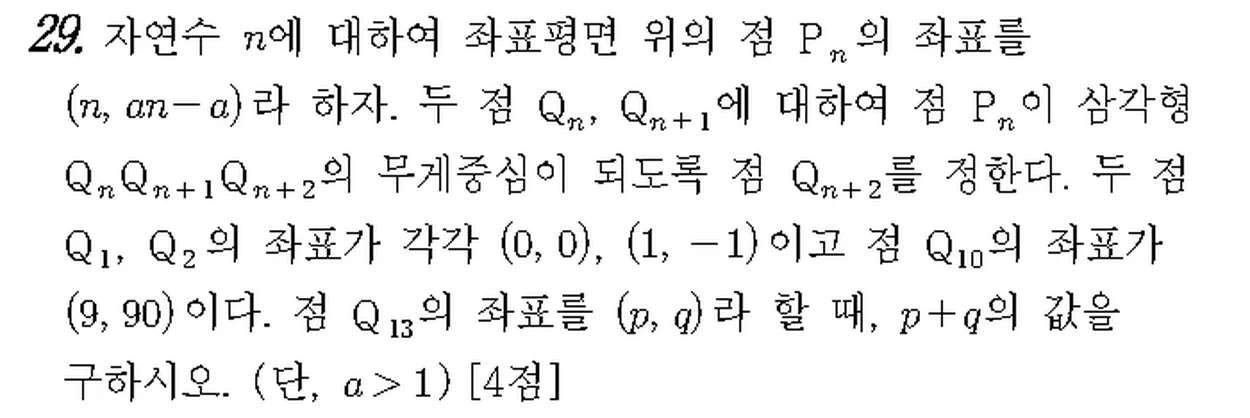 29. 자연수 n에 대하여 좌표평면 위의 점 Pₙ의 좌표를
(n, an−a)라 하자. 두 점 Qₙ, Qₙ₊₁에 대하여 점 Pₙ이 삼각형
QₙQₙ₊₁Qₙ₊₂의 무게중심이 되도록 점 Qₙ₊₂를 정한다. 두 점
Q₁, Q₂의 좌표가 각각 (0, 0), (1, −1)이고 점 Q₁₀의 좌표가
(9, 90)이다. 점 Q₁₃의 좌표를 (p, q)라 할 때, p+q의 값을
구하시오. (단, a>1) [4점]